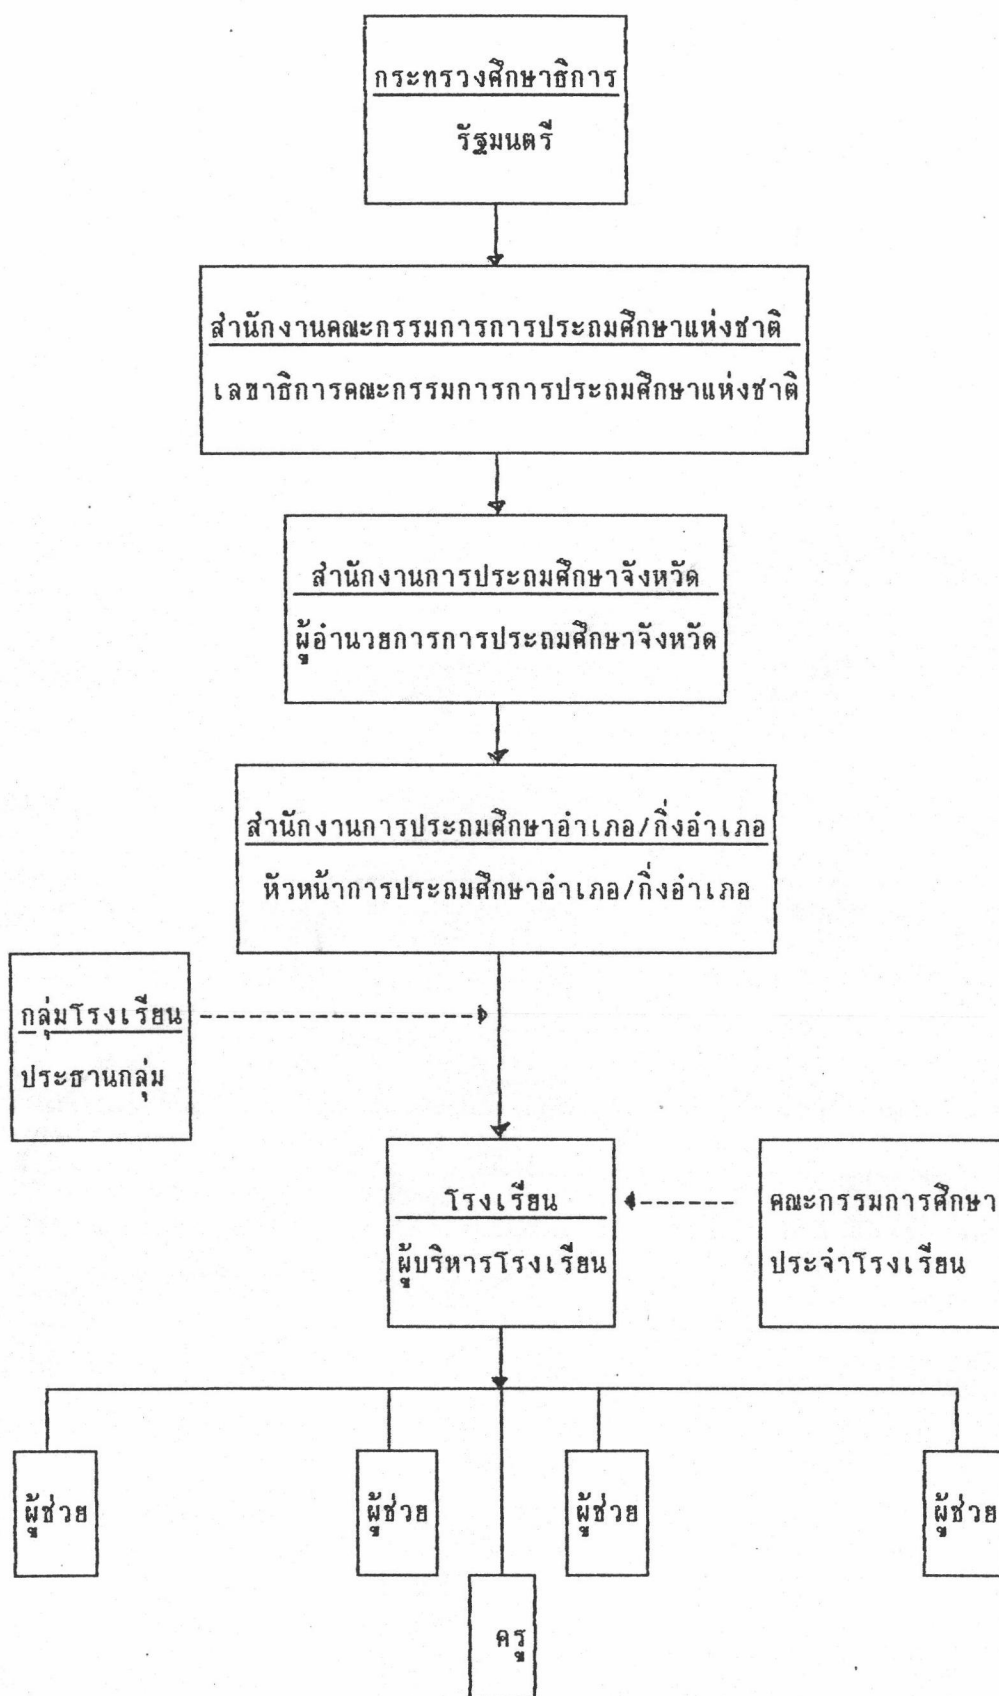 กระทรวงศึกษาธิการ
รัฐมนตรี
สำนักงานคณะกรรมการการประถมศึกษาแห่งชาติ
เลขาธิการคณะกรรมการการประถมศึกษาแห่งชาติ
สำนักงานการประถมศึกษาจังหวัด
ผู้อำนวยการการประถมศึกษาจังหวัด
สำนักงานการประถมศึกษาอำเภอ/กิ่งอำเภอ
หัวหน้าการประถมศึกษาอำเภอ/กิ่งอำเภอ
กลุ่มโรงเรียน
ประธานกลุ่ม
โรงเรียน
ผู้บริหารโรงเรียน
คณะกรรมการศึกษา
ประจำโรงเรียน
ผู้ช่วย
ผู้ช่วย
ผู้ช่วย
ผู้ช่วย
ครู